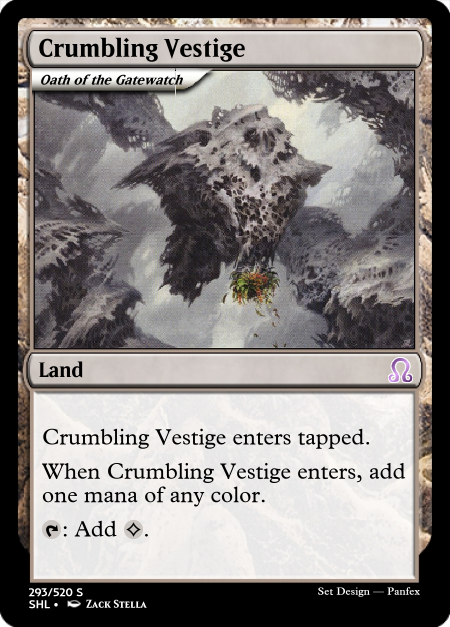 Crumbling Vestige
Oath of the Gatewatch
Land
Crumbling Vestige enters tapped.
When Crumbling Vestige enters, add
one mana of any color.
: Add .
293/520 S
Set Design — Panfex
SHL • Zack Stella